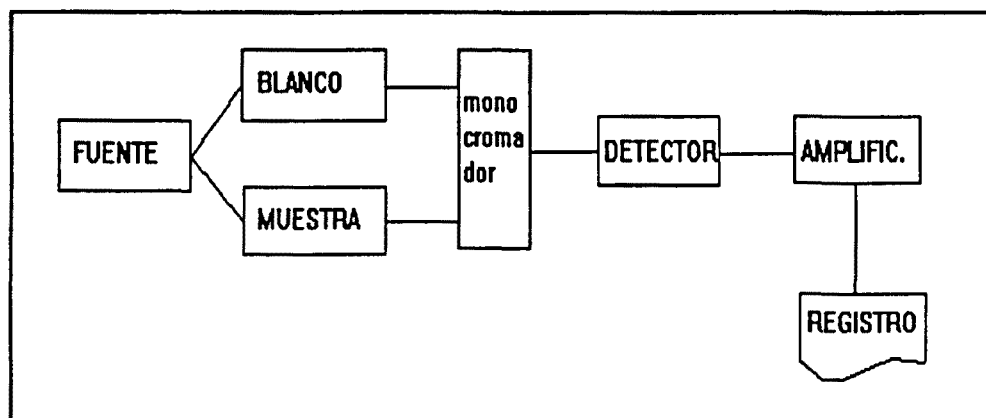 FUENTE
BLANCO
MUESTRA
mono
croma
dor
DETECTOR
AMPLIFIC.
REGISTRO